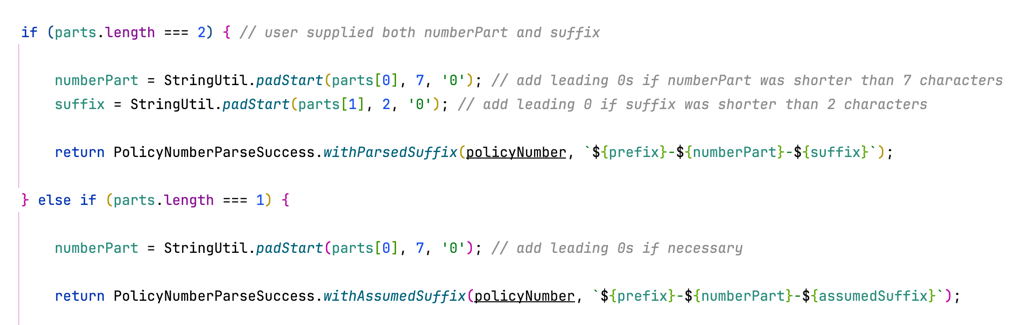 if (parts.length === 2) { // user supplied both numberPart and suffix
numberPart = StringUtil.padStart(parts[0], 7, '0'); // add leading 0s if numberPart was shorter than 7 characters
suffix = StringUtil.padStart(parts[1], 2, '0'); // add leading 0 if suffix was shorter than 2 characters
return PolicyNumberParseSuccess.withParsedSuffix(policyNumber, `${prefix}-${numberPart}-${suffix}`);
} else if (parts.length === 1) {
numberPart = StringUtil.padStart(parts[0], 7, '0'); // add leading 0s if necessary
return PolicyNumberParseSuccess.withAssumedSuffix(policyNumber, `${prefix}-${numberPart}-${assumedSuffix}`);